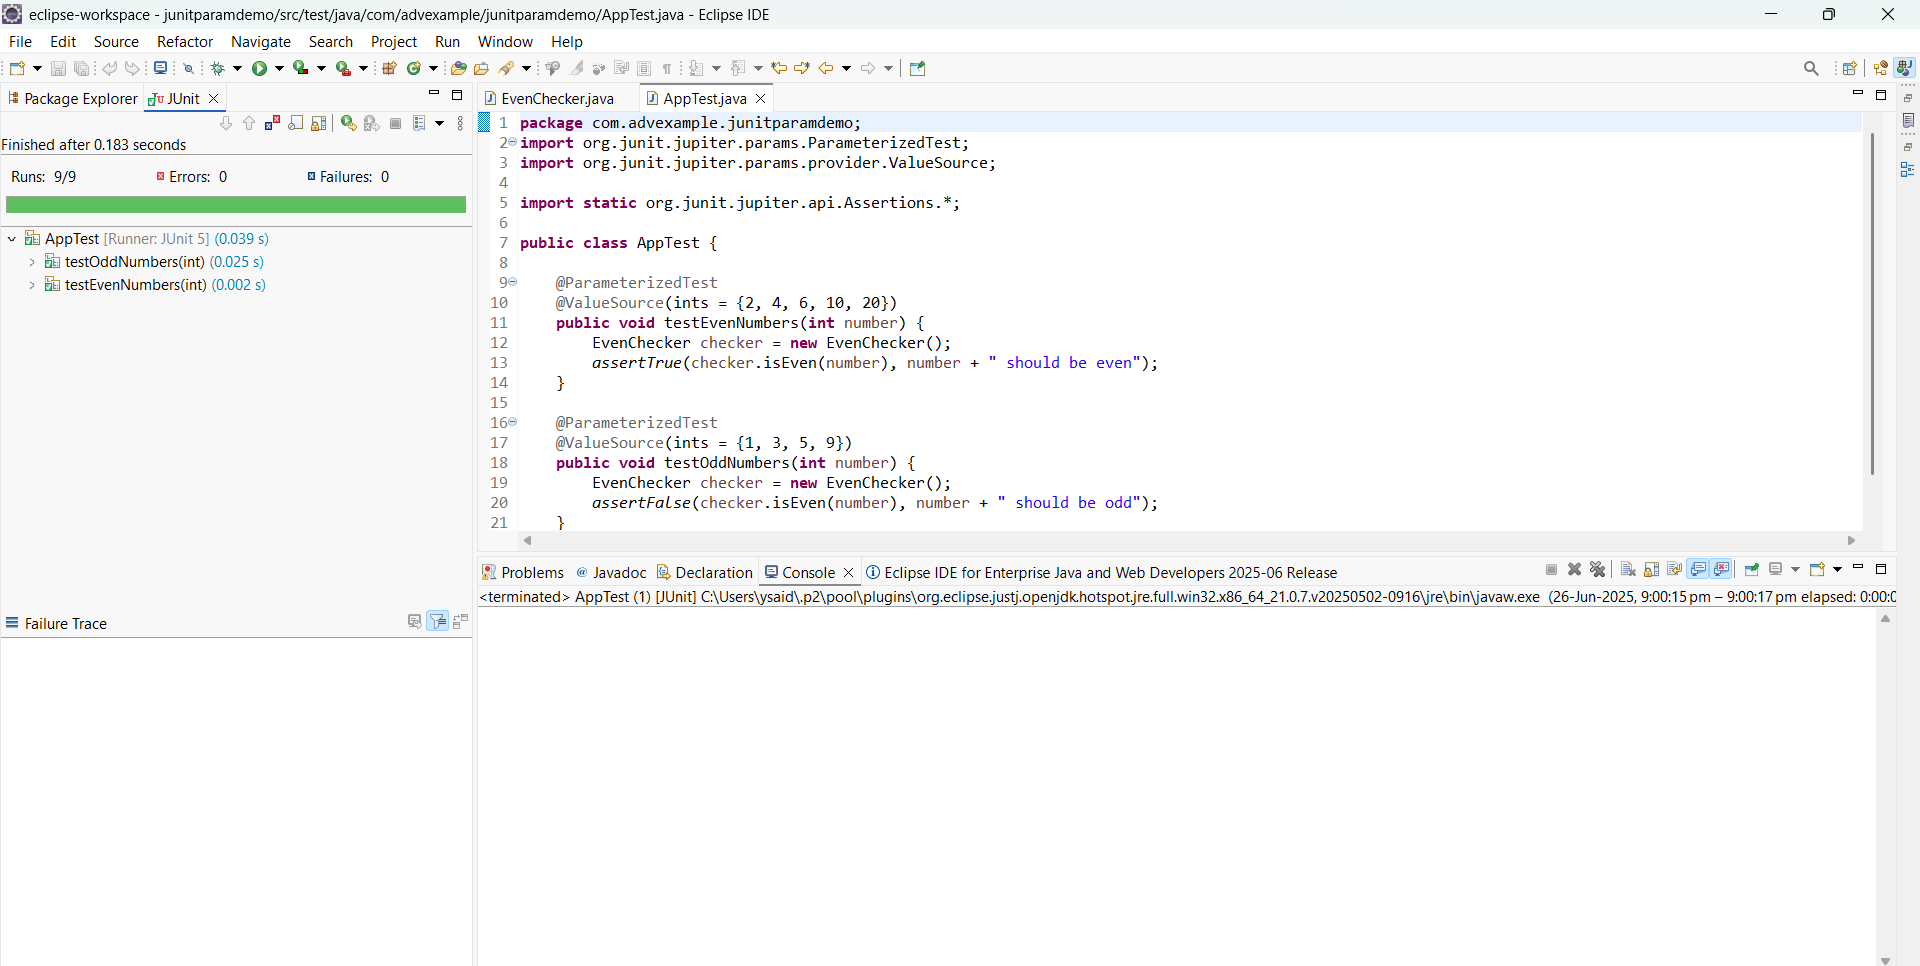 eclipse-workspace - junitparamdemo/src/test/java/com/advexample/junitparamdemo/AppTest.java - Eclipse IDE
File Edit Source Refactor Navigate Search Project Run Window Help
Package Explorer JUnit
Finished after 0.183 seconds
Runs: 9/9 Errors: 0 Failures: 0
AppTest [Runner: JUnit 5] (0.039 s)
testOddNumbers(int) (0.025 s)
testEvenNumbers(int) (0.002 s)
Failure Trace
EvenChecker.java AppTest.java
1 package com.advexample.junitparamdemo;
2 import org.junit.jupiter.params.ParameterizedTest;
3 import org.junit.jupiter.params.provider.ValueSource;
4
5 import static org.junit.jupiter.api.Assertions.*;
6
7 public class AppTest {
8
9     @ParameterizedTest
10     @ValueSource(ints = {2, 4, 6, 10, 20})
11     public void testEvenNumbers(int number) {
12         EvenChecker checker = new EvenChecker();
13         assertTrue(checker.isEven(number), number + " should be even");
14     }
15
16     @ParameterizedTest
17     @ValueSource(ints = {1, 3, 5, 9})
18     public void testOddNumbers(int number) {
19         EvenChecker checker = new EvenChecker();
20         assertFalse(checker.isEven(number), number + " should be odd");
21     }
Problems Javadoc Declaration Console Eclipse IDE for Enterprise Java and Web Developers 2025-06 Release
<terminated> AppTest (1) [JUnit] C:\Users\ysaid\.p2\pool\plugins\org.eclipse.justj.openjdk.hotspot.jre.full.win32.x86_64_21.0.7.v20250502-0916\jre\bin\javaw.exe (26-Jun-2025, 9:00:15 pm – 9:00:17 pm elapsed: 0:00:0